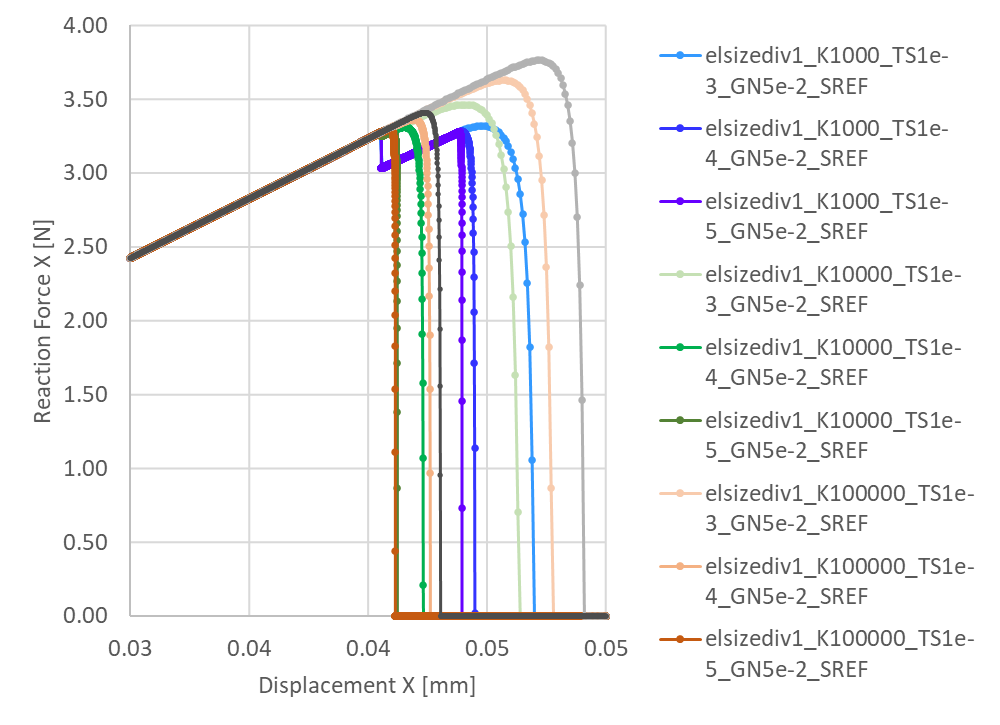 4.00
3.50
3.00
2.50
2.00
1.50
1.00
0.50
0.00
Reaction Force X [N]
0.03
0.04
0.04
0.05
0.05
Displacement X [mm]
elsizediv1_K1000_TS1e-
3_GN5e-2_SREF
elsizediv1_K1000_TS1e-
4_GN5e-2_SREF
elsizediv1_K1000_TS1e-
5_GN5e-2_SREF
elsizediv1_K10000_TS1e-
3_GN5e-2_SREF
elsizediv1_K10000_TS1e-
4_GN5e-2_SREF
elsizediv1_K10000_TS1e-
5_GN5e-2_SREF
elsizediv1_K100000_TS1e-
3_GN5e-2_SREF
elsizediv1_K100000_TS1e-
4_GN5e-2_SREF
elsizediv1_K100000_TS1e-
5_GN5e-2_SREF